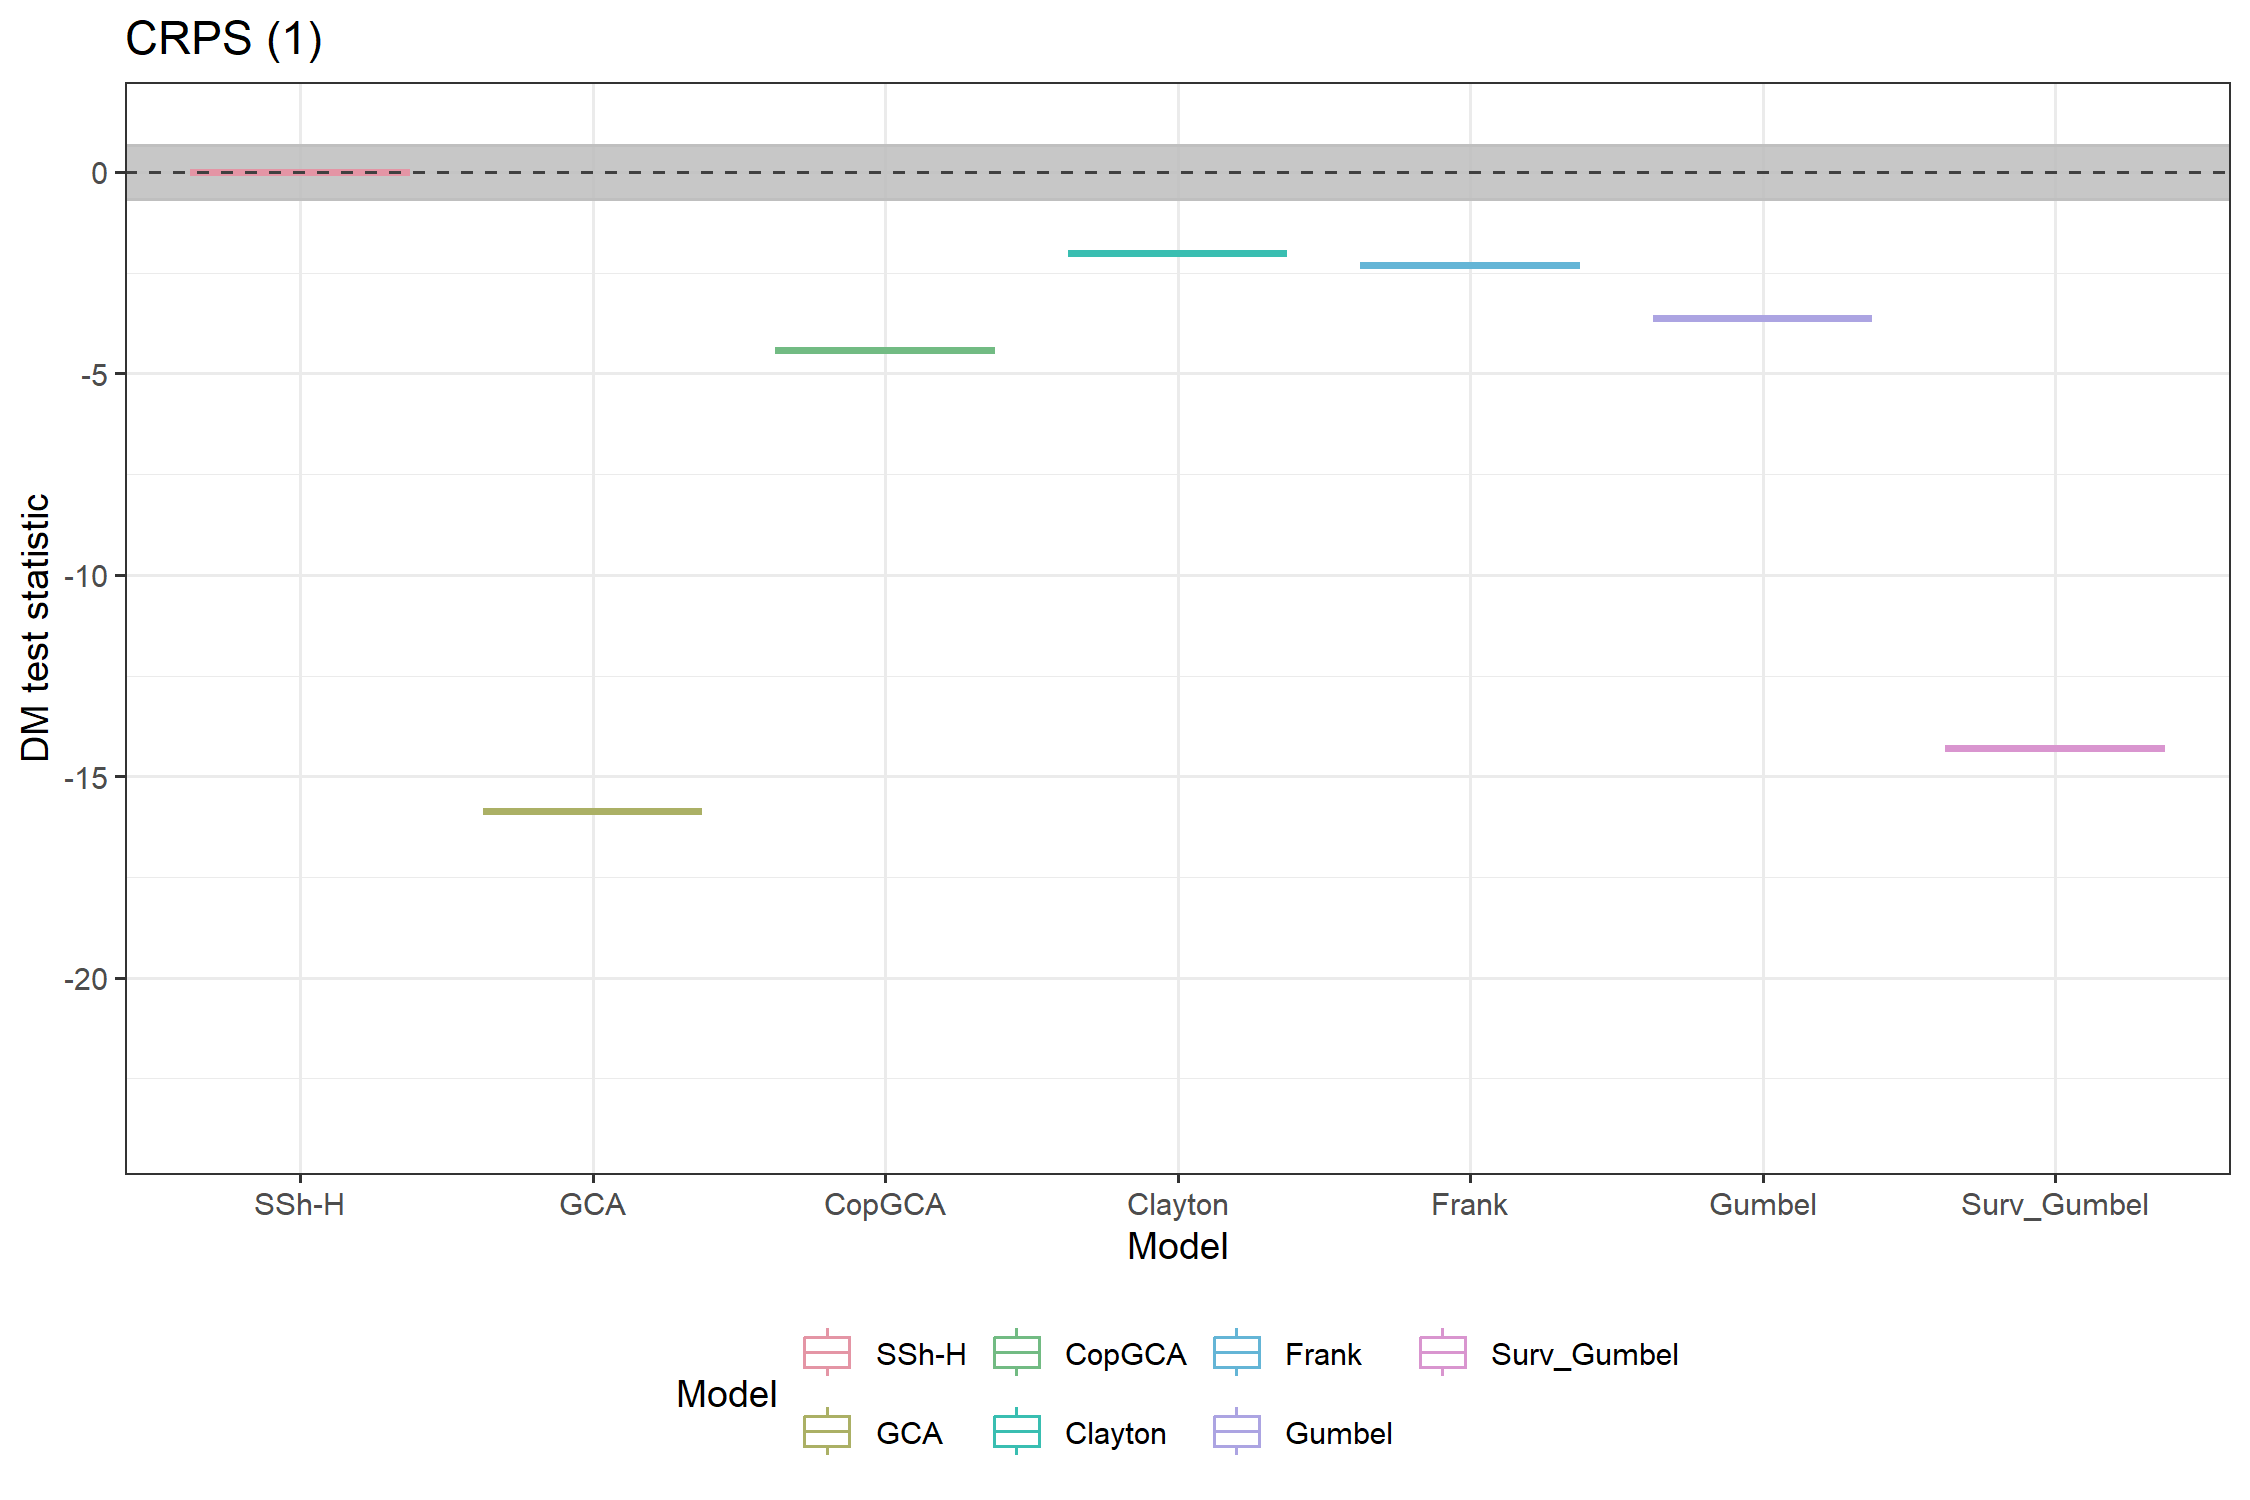 CRPS (1)
DM test statistic
0
-5
-10
-15
-20
SSh-H GCA CopGCA Clayton Frank Gumbel Surv_Gumbel
Model
Model
SSh-H CopGCA Frank Surv_Gumbel
GCA Clayton Gumbel